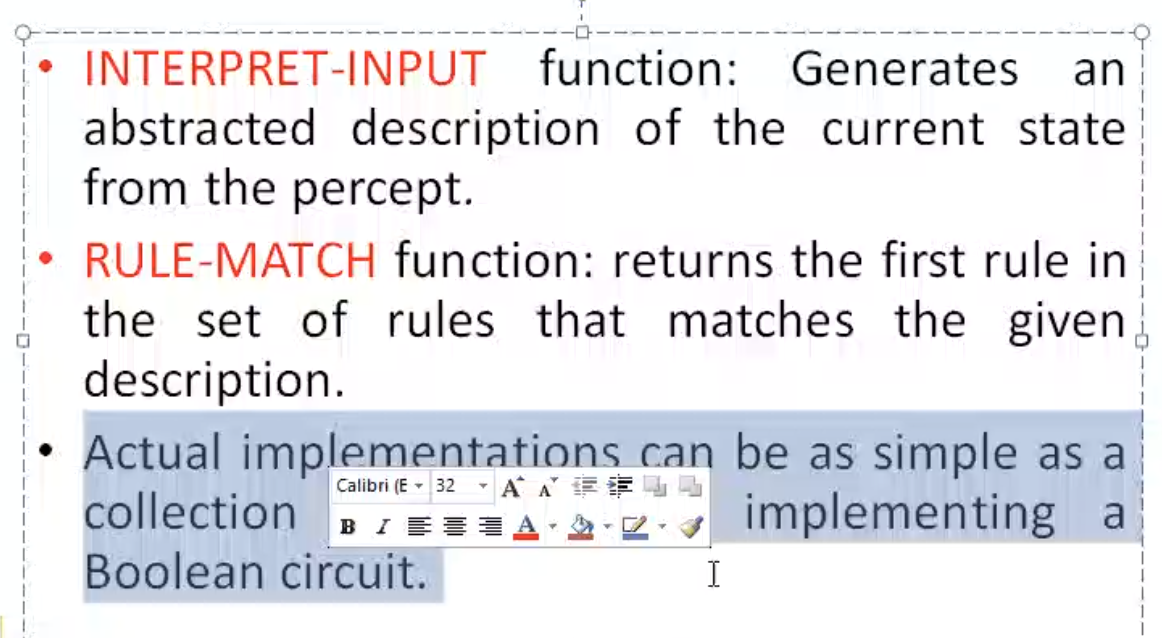 • INTERPRET-INPUT function: Generates an
abstracted description of the current state
from the percept.
• RULE-MATCH function: returns the first rule in
the set of rules that matches the given
description.
• Actual implementations can be as simple as a
collection implementing a
Boolean circuit.
Calibri (E 32 A A
B I A